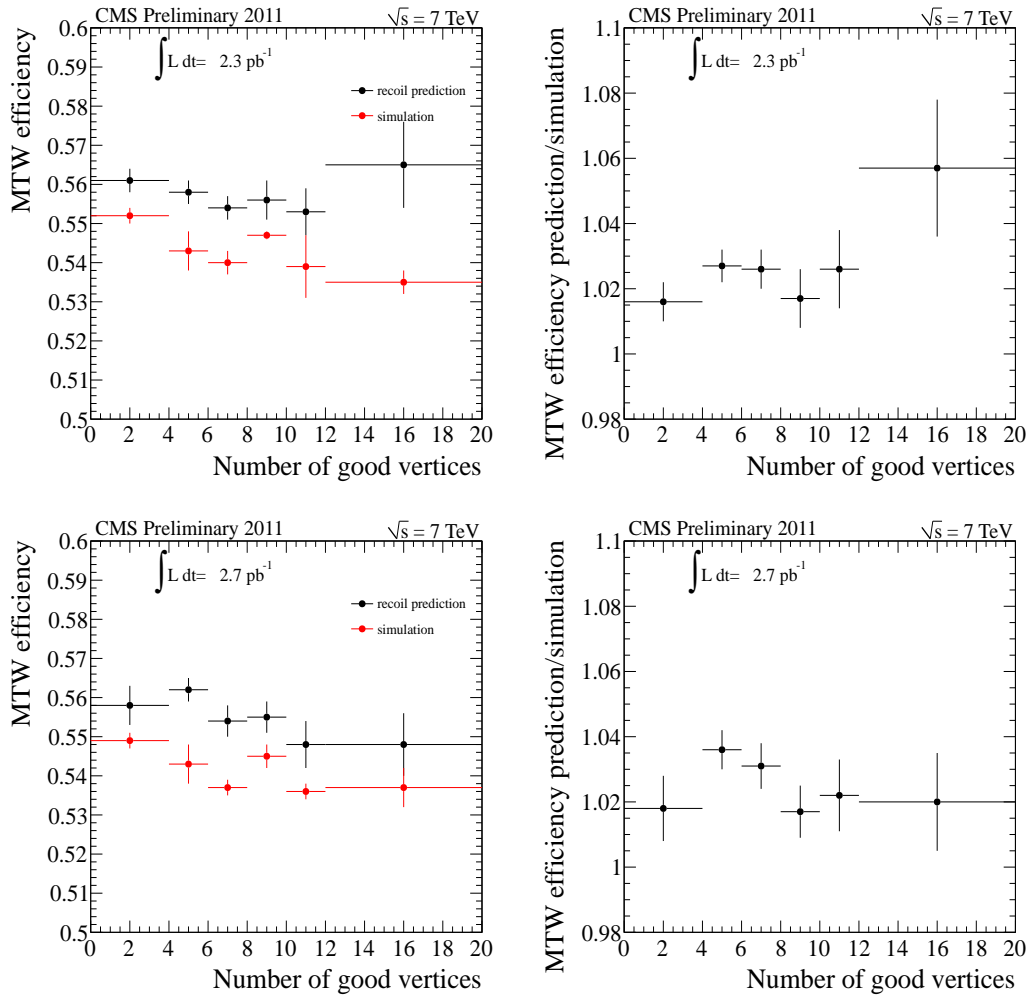 CMS Preliminary 2011 √s = 7 TeV
∫ L dt= 2.3 pb⁻¹
recoil prediction
simulation
MTW efficiency
0.6
0.59
0.58
0.57
0.56
0.55
0.54
0.53
0.52
0.51
0.5
0 2 4 6 8 10 12 14 16 18 20
Number of good vertices
CMS Preliminary 2011 √s = 7 TeV
∫ L dt= 2.3 pb⁻¹
MTW efficiency prediction/simulation
1.1
1.08
1.06
1.04
1.02
1
0.98
0 2 4 6 8 10 12 14 16 18 20
Number of good vertices
CMS Preliminary 2011 √s = 7 TeV
∫ L dt= 2.7 pb⁻¹
recoil prediction
simulation
MTW efficiency
0.6
0.59
0.58
0.57
0.56
0.55
0.54
0.53
0.52
0.51
0.5
0 2 4 6 8 10 12 14 16 18 20
Number of good vertices
CMS Preliminary 2011 √s = 7 TeV
∫ L dt= 2.7 pb⁻¹
MTW efficiency prediction/simulation
1.1
1.08
1.06
1.04
1.02
1
0.98
0 2 4 6 8 10 12 14 16 18 20
Number of good vertices